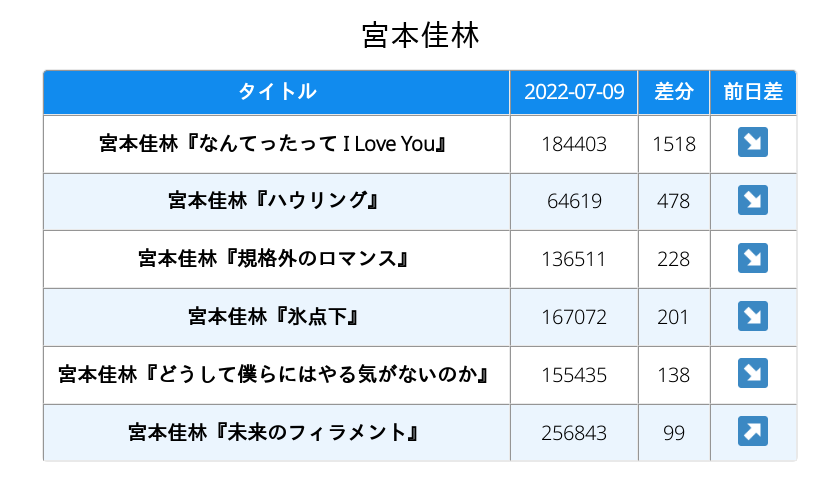 宮本佳林
タイトル 2022-07-09 差分 前日差
宮本佳林『なんてったって I Love You』 184403 1518 ↘
宮本佳林『ハウリング』 64619 478 ↘
宮本佳林『規格外のロマンス』 136511 228 ↘
宮本佳林『氷点下』 167072 201 ↘
宮本佳林『どうして僕らにはやる気がないのか』 155435 138 ↘
宮本佳林『未来のフィラメント』 256843 99 ↗